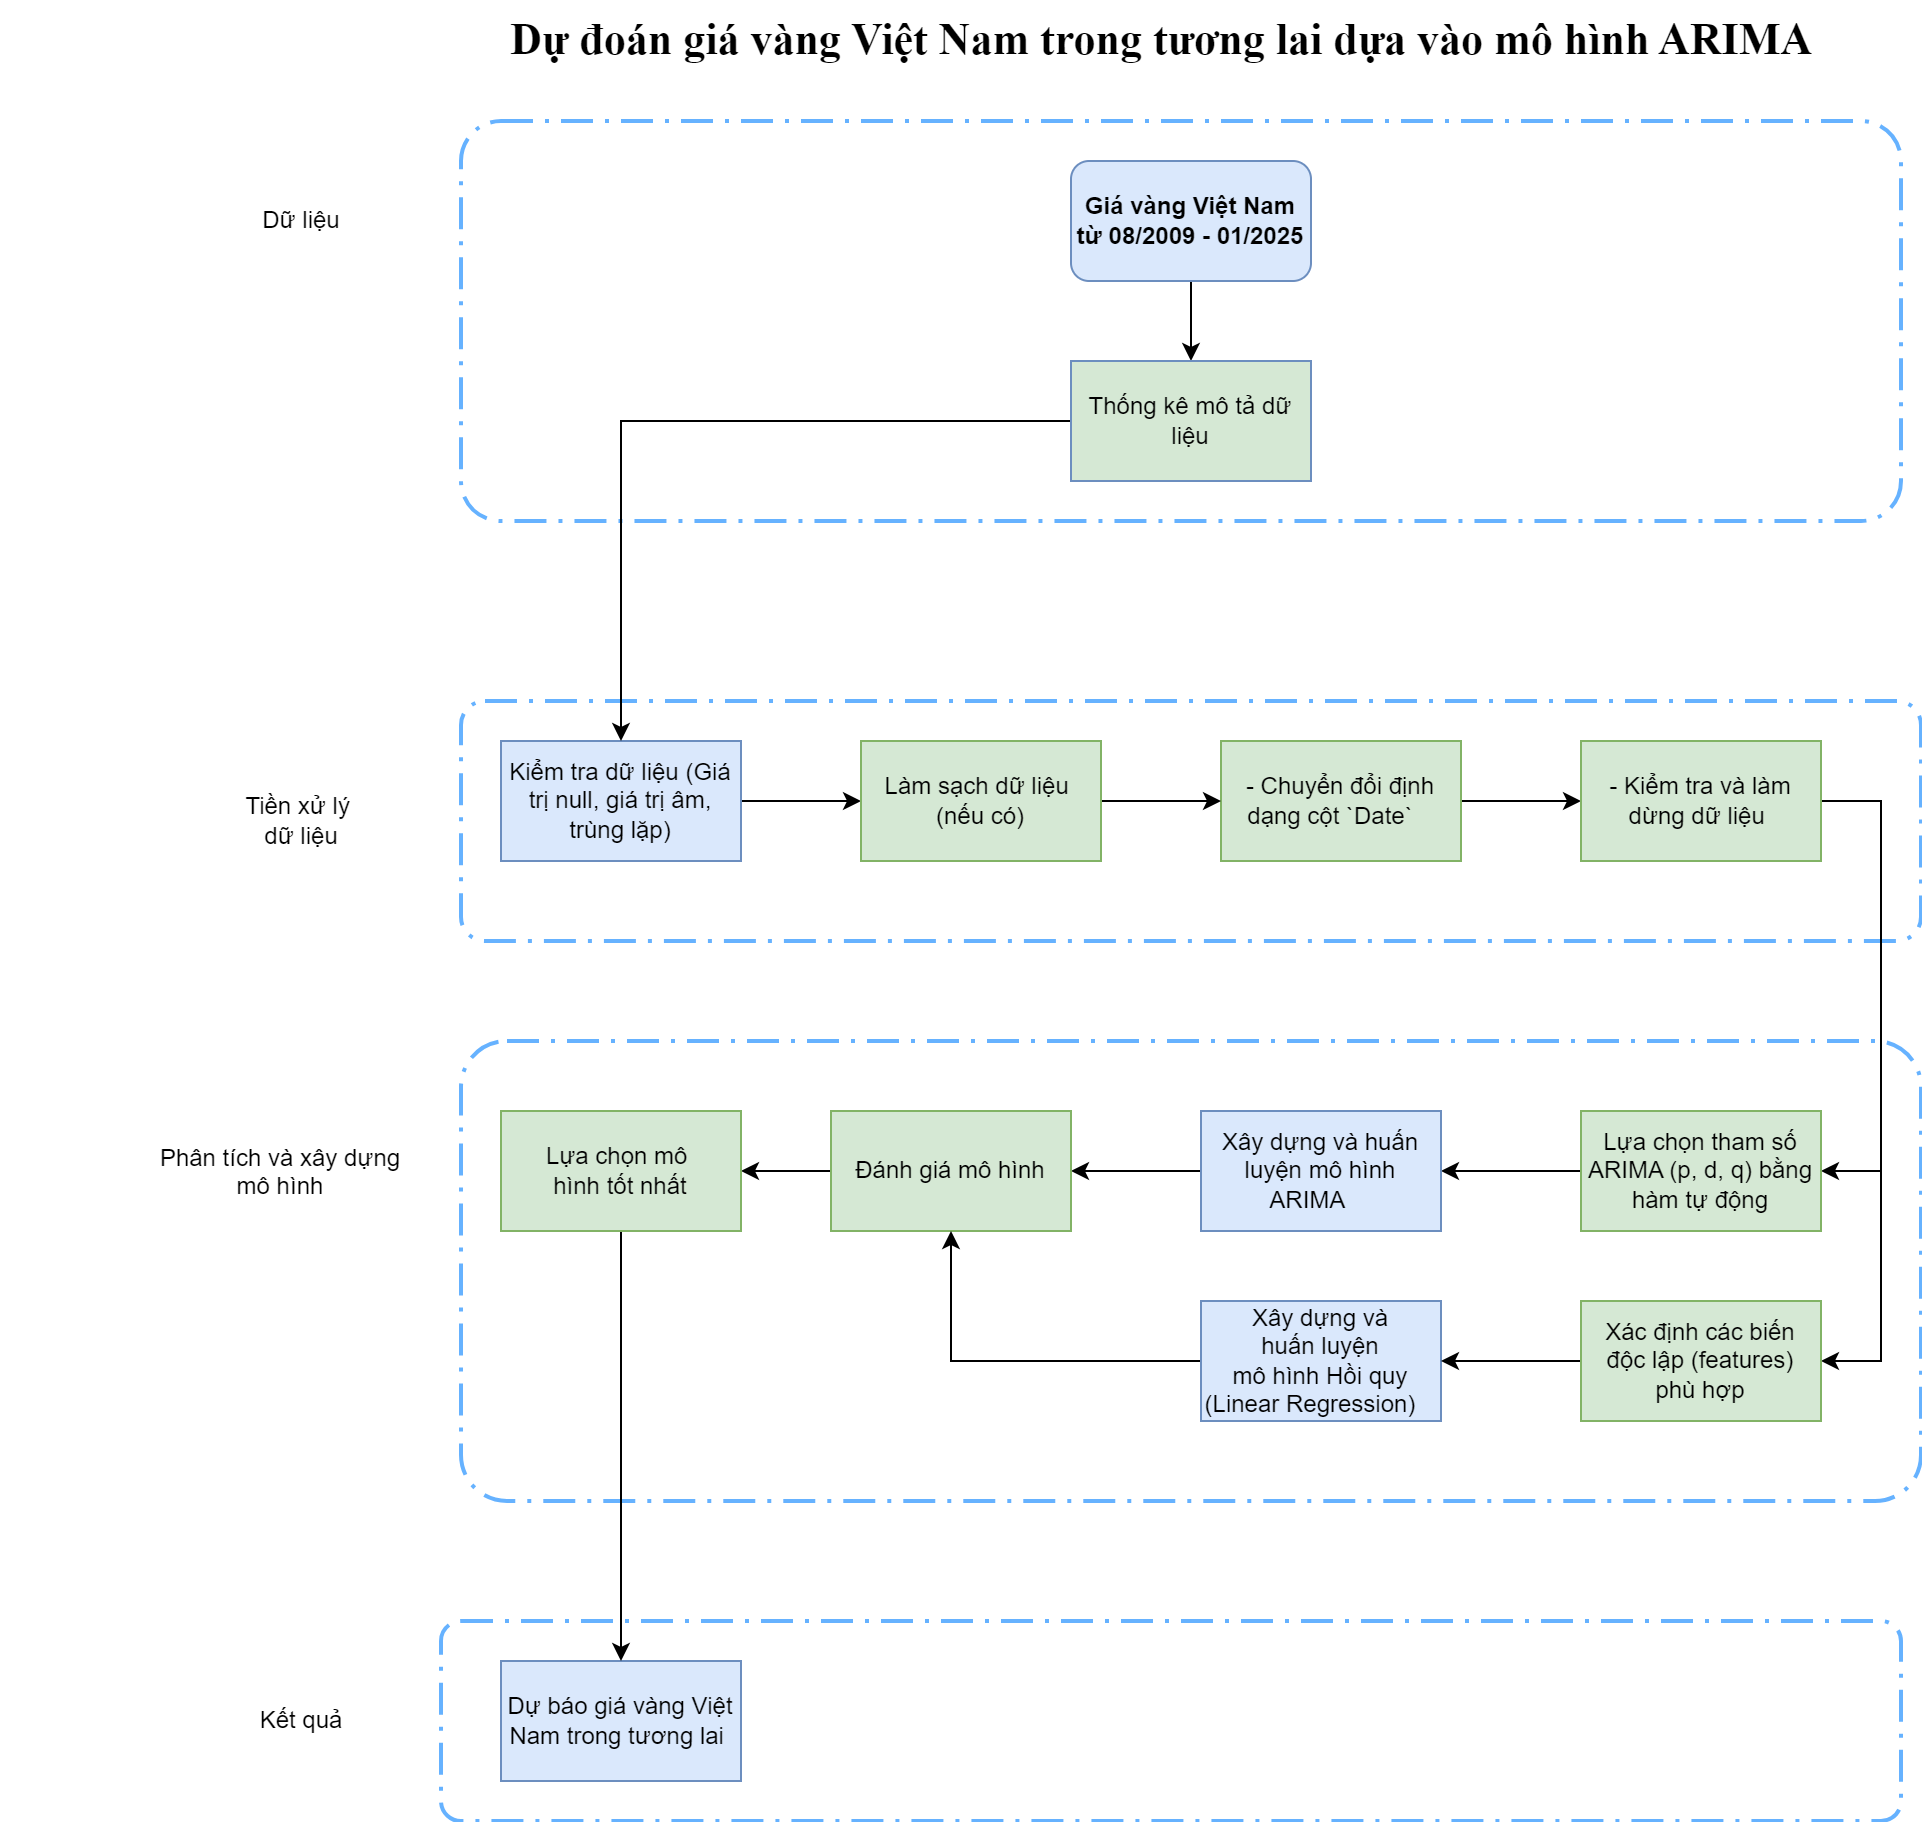 Dự đoán giá vàng Việt Nam trong tương lai dựa vào mô hình ARIMA
Dữ liệu
Giá vàng Việt Nam
từ 08/2009 - 01/2025
Thống kê mô tả dữ
liệu
Tiền xử lý
dữ liệu
Kiểm tra dữ liệu (Giá
trị null, giá trị âm,
trùng lặp)
Làm sạch dữ liệu
(nếu có)
- Chuyển đổi định
dạng cột `Date`
- Kiểm tra và làm
dừng dữ liệu
Phân tích và xây dựng
mô hình
Lựa chọn mô
hình tốt nhất
Đánh giá mô hình
Xây dựng và huấn
luyện mô hình
ARIMA
Lựa chọn tham số
ARIMA (p, d, q) bằng
hàm tự động
Xây dựng và
huấn luyện
mô hình Hồi quy
(Linear Regression)
Xác định các biến
độc lập (features)
phù hợp
Kết quả
Dự báo giá vàng Việt
Nam trong tương lai